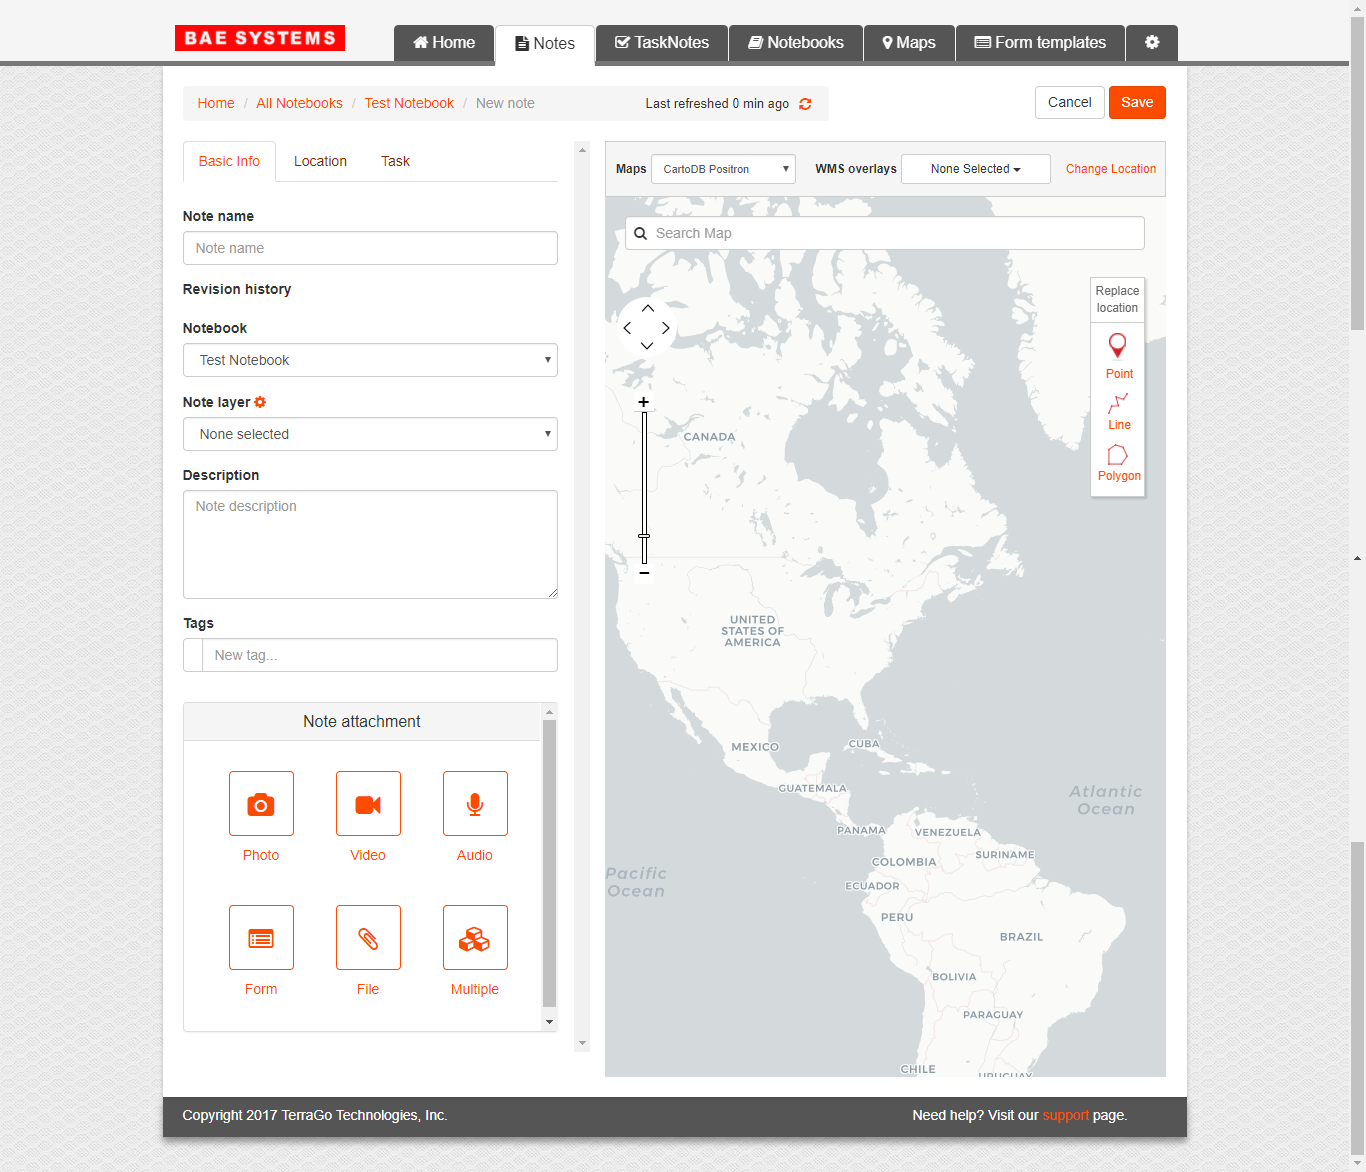 BAE SYSTEMS
Home
Notes
TaskNotes
Notebooks
Maps
Form templates
Home / All Notebooks / Test Notebook / New note
Last refreshed 0 min ago
Cancel
Save
Basic Info
Location
Task
Note name
Note name
Revision history
Notebook
Test Notebook
Note layer
None selected
Description
Note description
Tags
New tag...
Note attachment
Photo
Video
Audio
Form
File
Multiple
Maps
CartoDB Positron
WMS overlays
None Selected
Change Location
Search Map
Replace
location
Point
Line
Polygon
CANADA
UNITED
STATES OF
AMERICA
MEXICO
CUBA
GUATEMALA
Atlantic
Ocean
PANAMA
VENEZUELA
COLOMBIA
SURINAME
Pacific
Ocean
ECUADOR
PERU
BRAZIL
BOLIVIA
PARAGUAY
CHILE
URUGUAY
Copyright 2017 TerraGo Technologies, Inc.
Need help? Visit our support page.